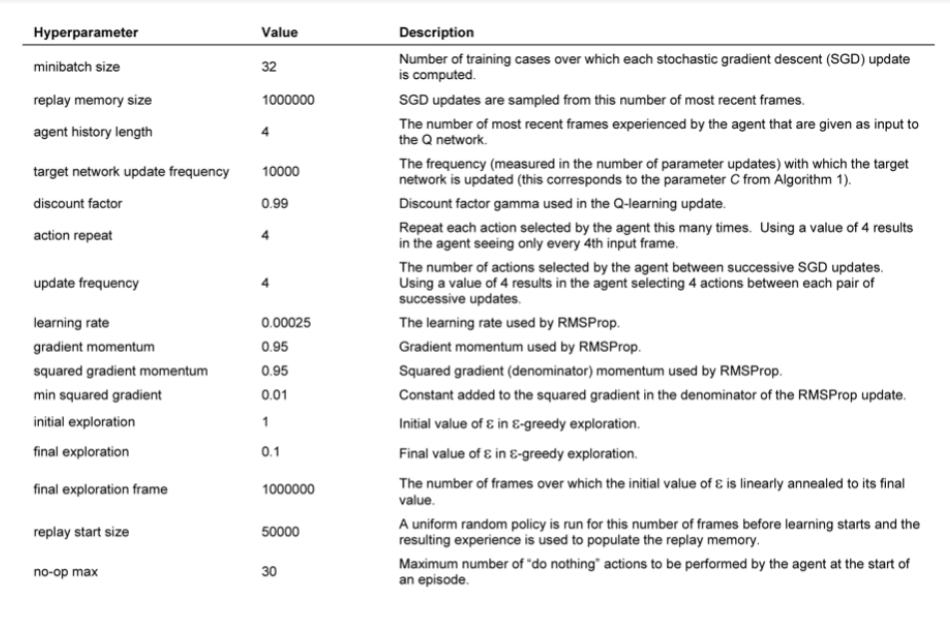 Hyperparameter Value Description
minibatch size 32 Number of training cases over which each stochastic gradient descent (SGD) update
is computed.
replay memory size 1000000 SGD updates are sampled from this number of most recent frames.
agent history length 4 The number of most recent frames experienced by the agent that are given as input to
the Q network.
target network update frequency 10000 The frequency (measured in the number of parameter updates) with which the target
network is updated (this corresponds to the parameter C from Algorithm 1).
discount factor 0.99 Discount factor gamma used in the Q-learning update.
action repeat 4 Repeat each action selected by the agent this many times. Using a value of 4 results
in the agent seeing only every 4th input frame.
update frequency 4 The number of actions selected by the agent between successive SGD updates.
Using a value of 4 results in the agent selecting 4 actions between each pair of
successive updates.
learning rate 0.00025 The learning rate used by RMSProp.
gradient momentum 0.95 Gradient momentum used by RMSProp.
squared gradient momentum 0.95 Squared gradient (denominator) momentum used by RMSProp.
min squared gradient 0.01 Constant added to the squared gradient in the denominator of the RMSProp update.
initial exploration 1 Initial value of ε in ε-greedy exploration.
final exploration 0.1 Final value of ε in ε-greedy exploration.
final exploration frame 1000000 The number of frames over which the initial value of ε is linearly annealed to its final
value.
replay start size 50000 A uniform random policy is run for this number of frames before learning starts and the
resulting experience is used to populate the replay memory.
no-op max 30 Maximum number of "do nothing" actions to be performed by the agent at the start of
an episode.